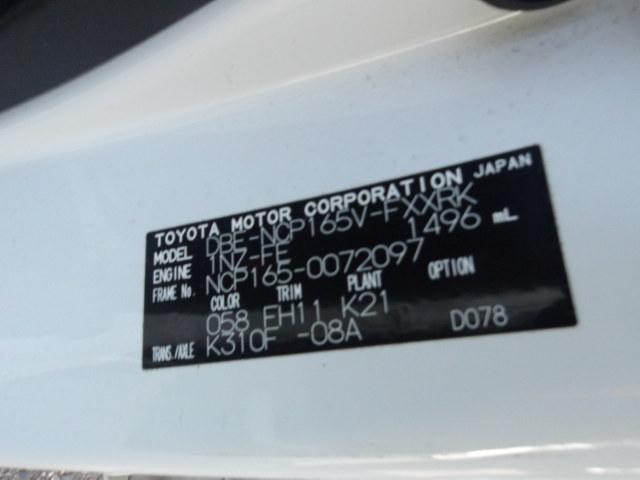 TOYOTA MOTOR CORPORATION JAPAN
MODEL DBE-NCP165V-FXXRK
ENGINE 1NZ-FE 1496 mL
FRAME No. NCP165-0072097
COLOR TRIM PLANT OPTION
058 EH11 K21
TRANS./AXLE K310F -08A D078